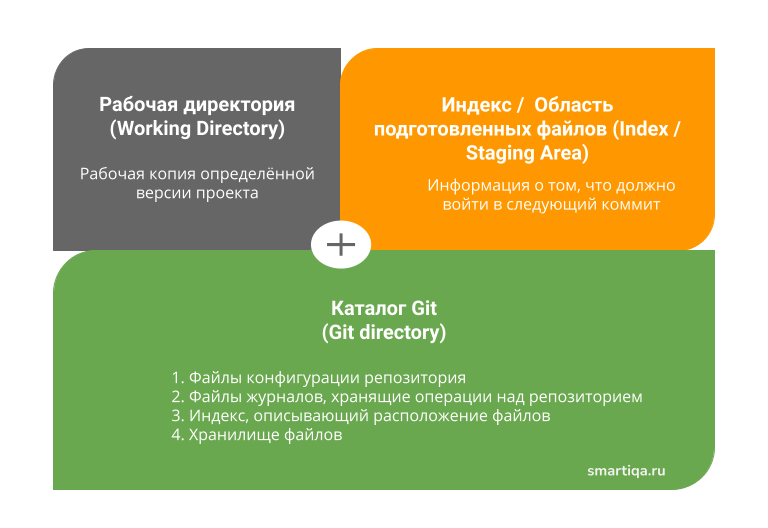 Рабочая директория
(Working Directory)
Рабочая копия определённой
версии проекта
Индекс / Область
подготовленных файлов (Index /
Staging Area)
Информация о том, что должно
войти в следующий коммит
Каталог Git
(Git directory)
1. Файлы конфигурации репозитория
2. Файлы журналов, хранящие операции над репозиторием
3. Индекс, описывающий расположение файлов
4. Хранилище файлов
smartiqa.ru